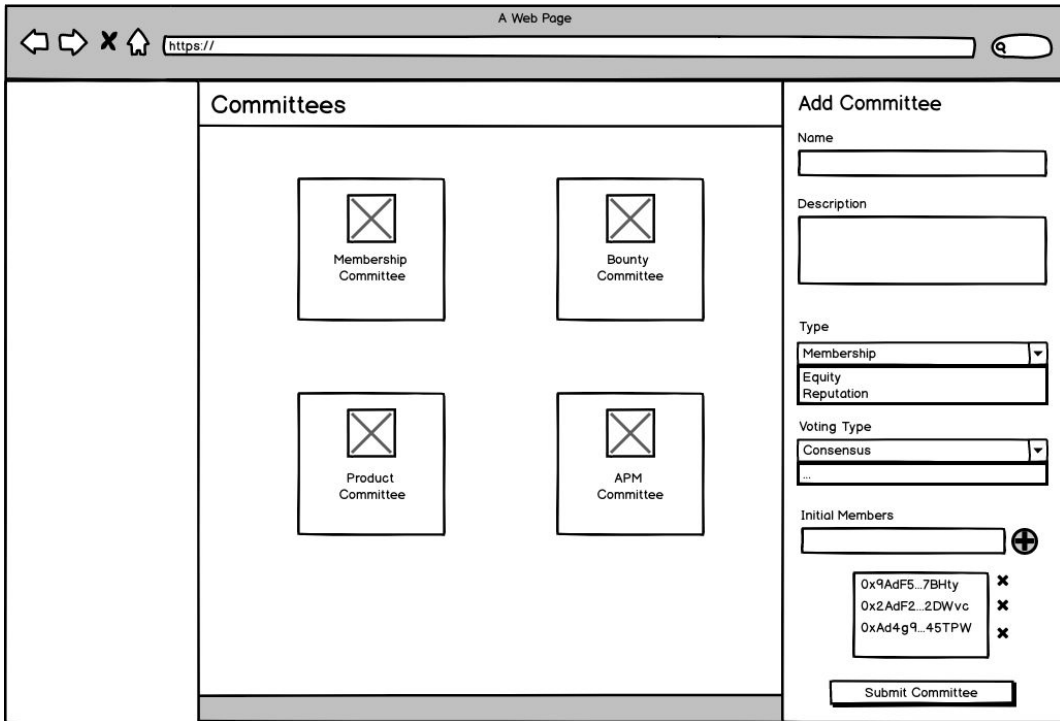 A Web Page
https://
Committees
Membership
Committee
Bounty
Committee
Product
Committee
APM
Committee
Add Committee
Name
Description
Type
Membership
Equity
Reputation
Voting Type
Consensus
...
Initial Members
0x9AdF5...7BHty
0x2AdF2...2DWvc
0xAd4g9...45TPW
Submit Committee